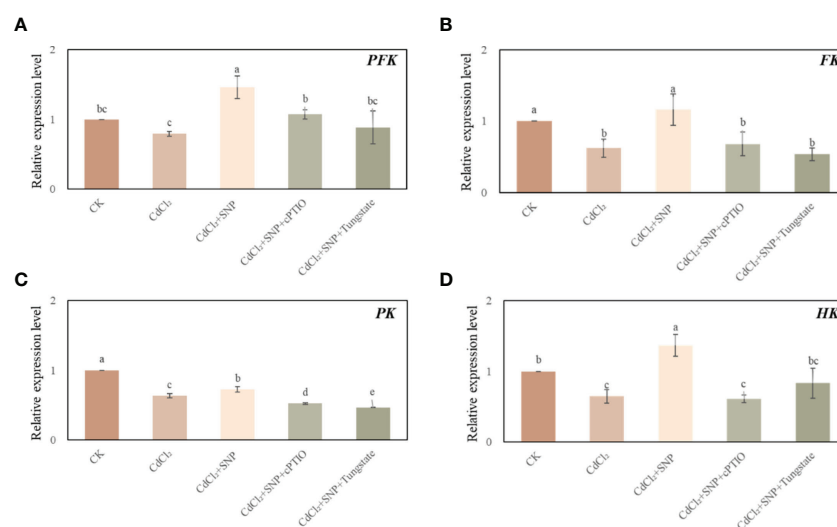 A
Relative expression level
2
1
0
PFK
bc
c
a
b
bc
CK
CdCl₂
CdCl₂+SNP
CdCl₂+SNP+cPTIO
CdCl₂+SNP+Tungstate
B
Relative expression level
2
1
0
FK
a
b
a
b
b
CK
CdCl₂
CdCl₂+SNP
CdCl₂+SNP+cPTIO
CdCl₂+SNP+Tungstate
C
Relative expression level
2
1
0
PK
a
c
b
d
e
CK
CdCl₂
CdCl₂+SNP
CdCl₂+SNP+cPTIO
CdCl₂+SNP+Tungstate
D
Relative expression level
2
1
0
HK
b
c
a
c
bc
CK
CdCl₂
CdCl₂+SNP
CdCl₂+SNP+cPTIO
CdCl₂+SNP+Tungstate